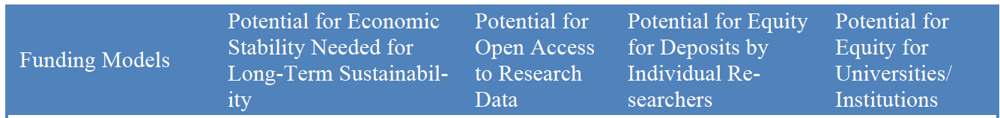 Funding Models
Potential for Economic
Stability Needed for
Long-Term Sustainabil-
ity
Potential for
Open Access
to Research
Data
Potential for Equity
for Deposits by
Individual Re-
searchers
Potential for
Equity for
Universities/
Institutions